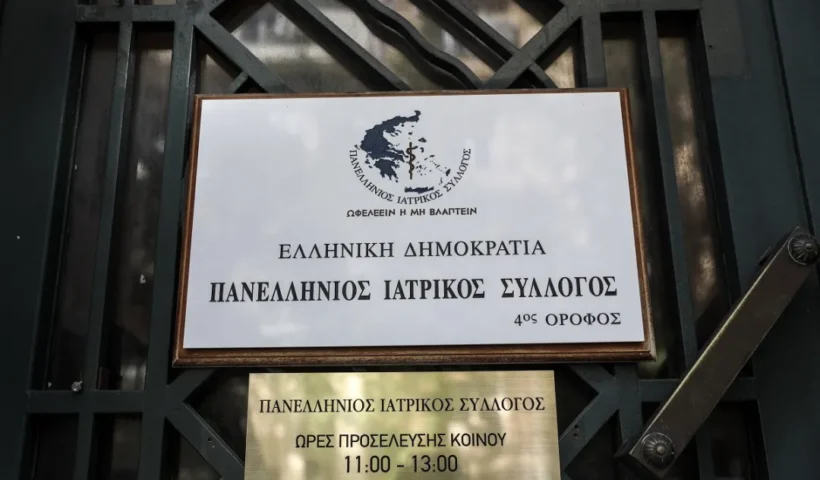 ΠΑΝΕΛΛΗΝΙΟΣ ΙΑΤΡΙΚΟΣ ΣΥΛΛΟΓΟΣ
ΩΦΕΛΕΕΙΝ Η ΜΗ ΒΛΑΠΤΕΙΝ
ΕΛΛΗΝΙΚΗ ΔΗΜΟΚΡΑΤΙΑ
ΠΑΝΕΛΛΗΝΙΟΣ ΙΑΤΡΙΚΟΣ ΣΥΛΛΟΓΟΣ
4ος ΟΡΟΦΟΣ
ΠΑΝΕΛΛΗΝΙΟΣ ΙΑΤΡΙΚΟΣ ΣΥΛΛΟΓΟΣ
ΩΡΕΣ ΠΡΟΣΕΛΕΥΣΗΣ ΚΟΙΝΟΥ
11:00 - 13:00